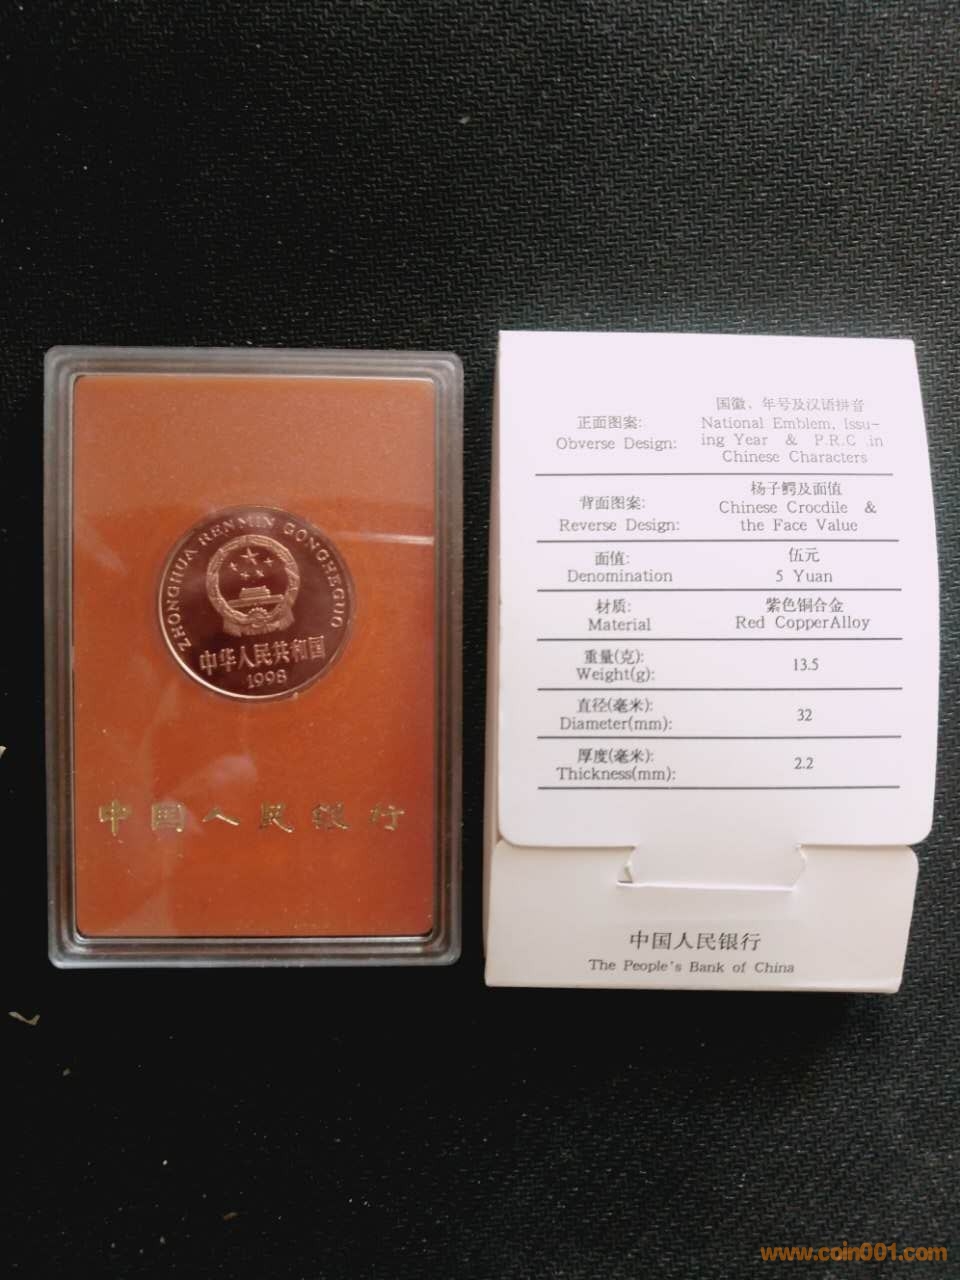 ZHONGHUA RENMIN GONGHEGUO
中华人民共和国
1998
中国人民银行
正面图案:
Obverse Design:
国徽、年号及汉语拼音
National Emblem, Issu-
ing Year & P.R.C .in
Chinese Characters
背面图案:
Reverse Design:
杨子鳄及面值
Chinese Crocdile &
the Face Value
面值:
Denomination
伍元
5 Yuan
材质:
Material
紫色铜合金
Red CopperAlloy
重量(克):
Weight(g):
13.5
直径(毫米):
Diameter(mm):
32
厚度(毫米):
Thickness(mm):
2.2
中国人民银行
The People's Bank of China
www.coin001.com